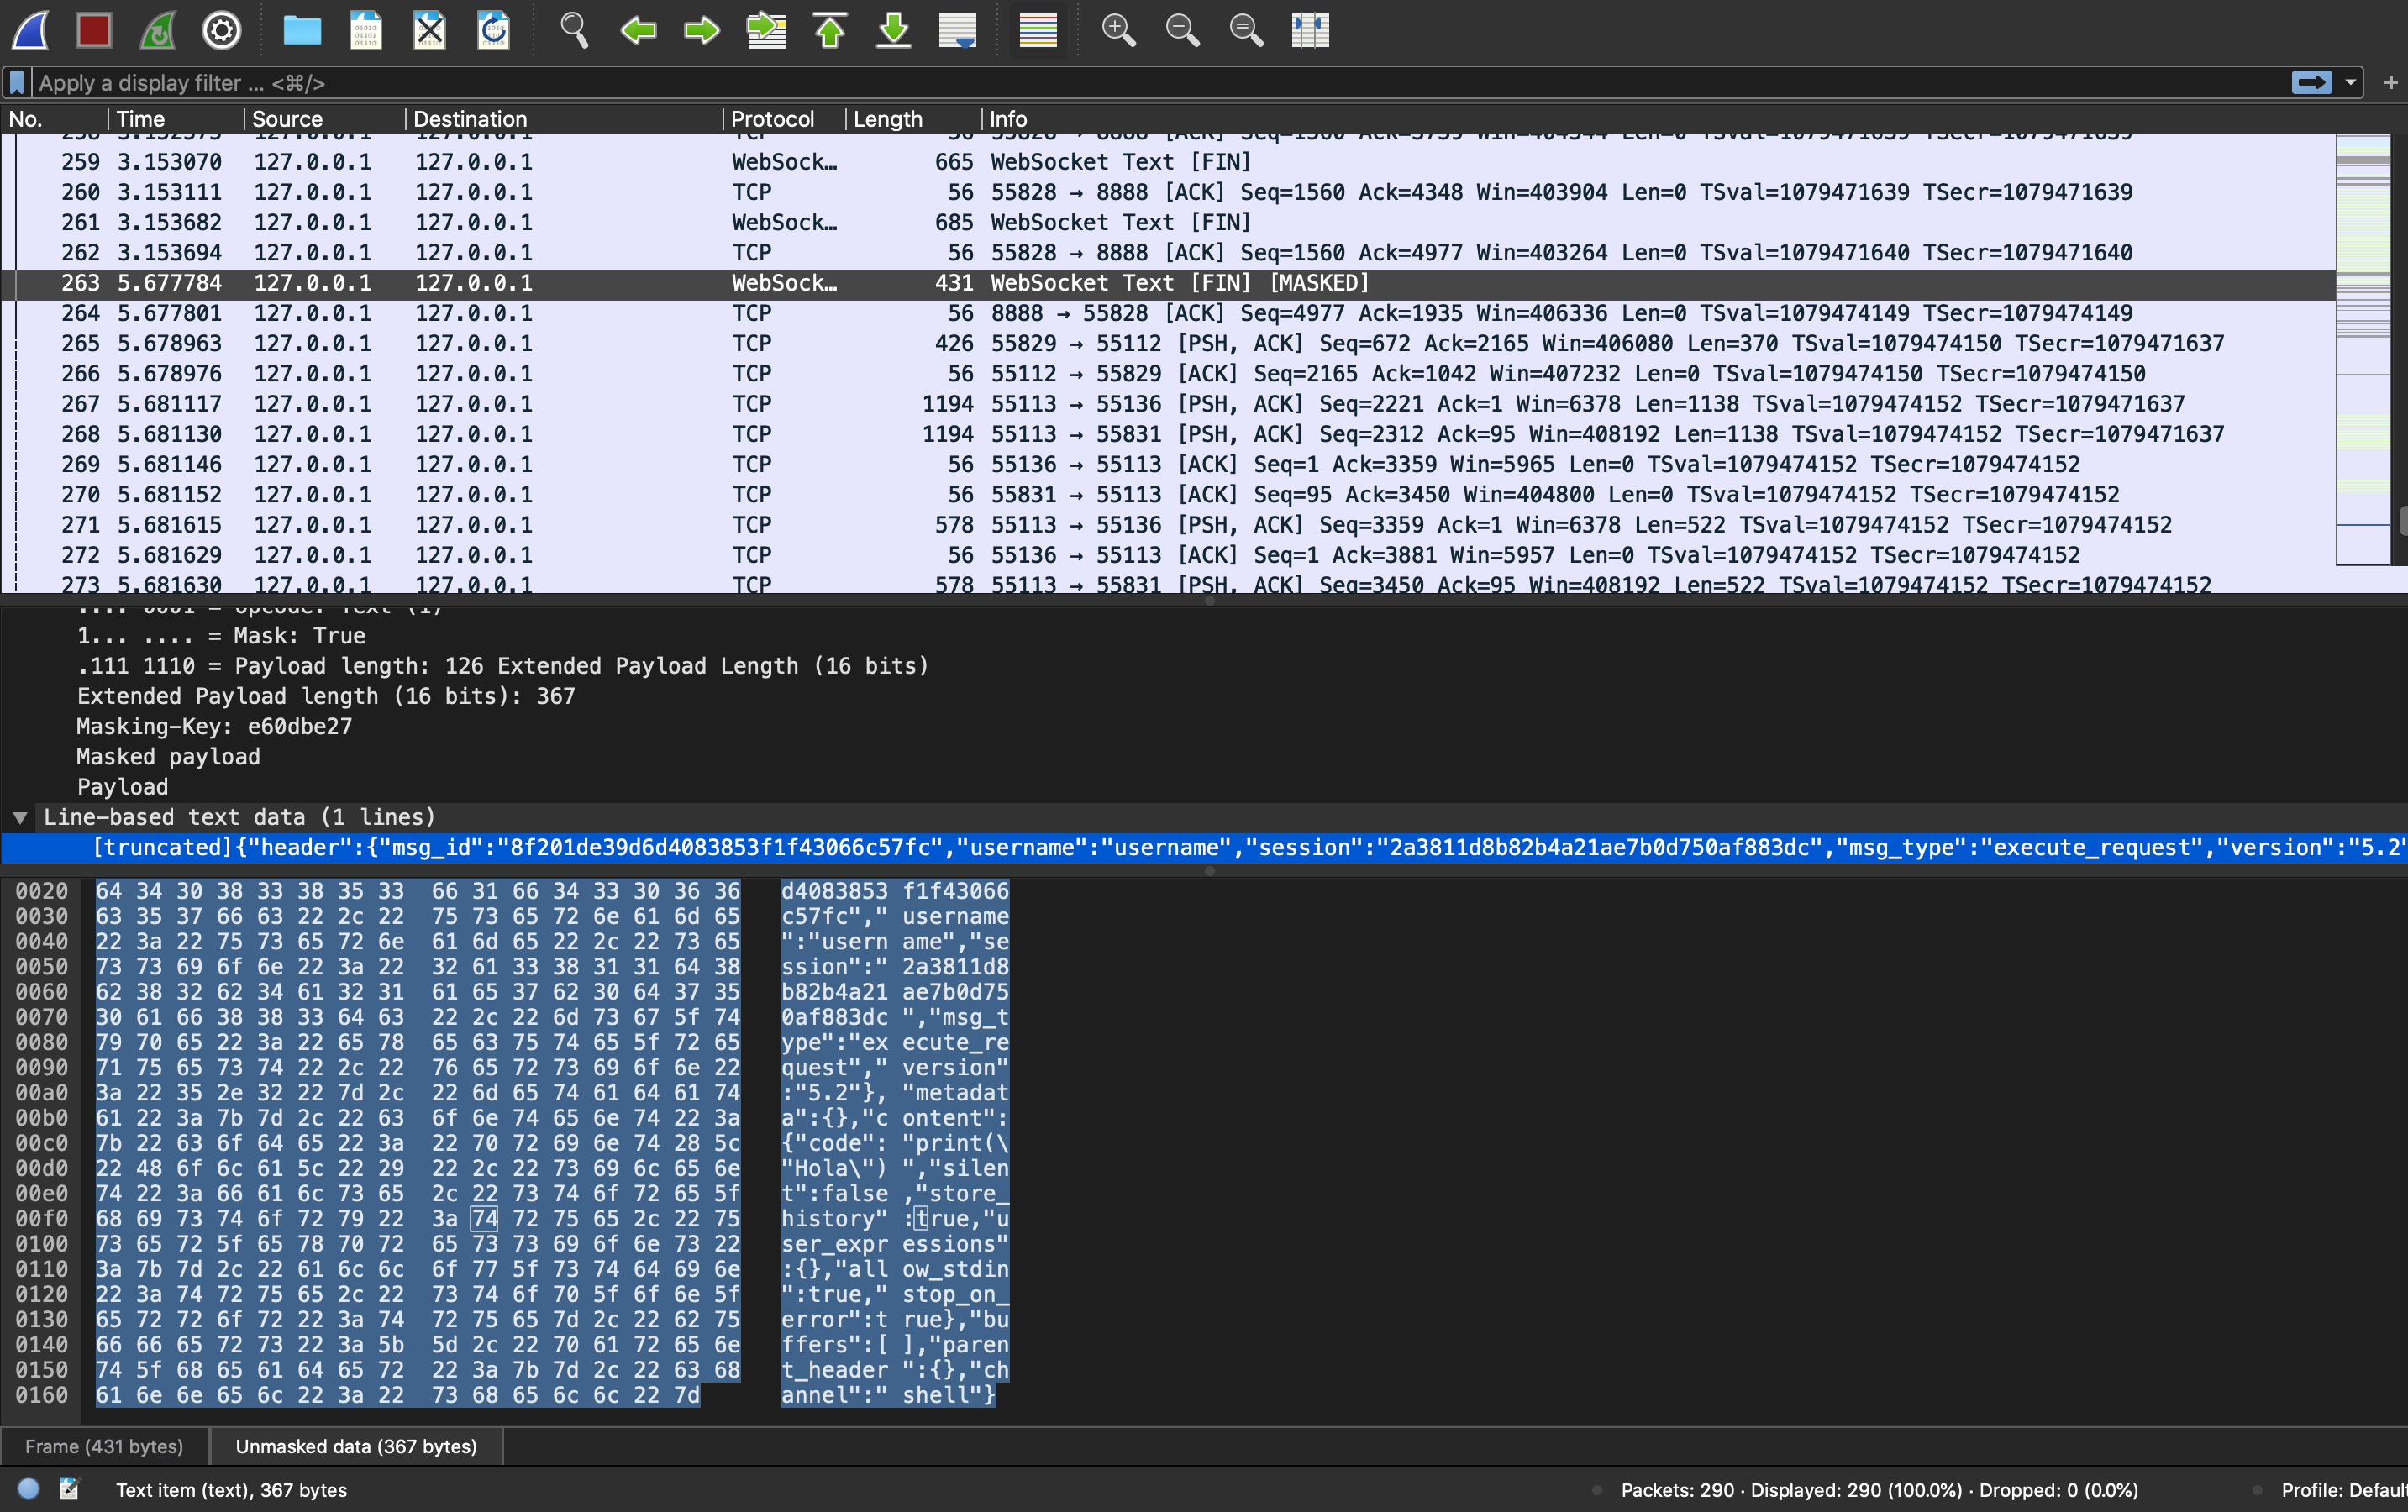 Apply a display filter ... <⌘/>
No. Time Source Destination Protocol Length Info
258 3.152575 127.0.0.1 127.0.0.1 TCP 56 55828 → 8888 [ACK] Seq=1560 Ack=3739 Win=404544 Len=0 TSval=1079471639 TSecr=1079471639
259 3.153070 127.0.0.1 127.0.0.1 WebSock… 665 WebSocket Text [FIN]
260 3.153111 127.0.0.1 127.0.0.1 TCP 56 55828 → 8888 [ACK] Seq=1560 Ack=4348 Win=403904 Len=0 TSval=1079471639 TSecr=1079471639
261 3.153682 127.0.0.1 127.0.0.1 WebSock… 685 WebSocket Text [FIN]
262 3.153694 127.0.0.1 127.0.0.1 TCP 56 55828 → 8888 [ACK] Seq=1560 Ack=4977 Win=403264 Len=0 TSval=1079471640 TSecr=1079471640
263 5.677784 127.0.0.1 127.0.0.1 WebSock… 431 WebSocket Text [FIN] [MASKED]
264 5.677801 127.0.0.1 127.0.0.1 TCP 56 8888 → 55828 [ACK] Seq=4977 Ack=1935 Win=406336 Len=0 TSval=1079474149 TSecr=1079474149
265 5.678963 127.0.0.1 127.0.0.1 TCP 426 55829 → 55112 [PSH, ACK] Seq=672 Ack=2165 Win=406080 Len=370 TSval=1079474150 TSecr=1079471637
266 5.678976 127.0.0.1 127.0.0.1 TCP 56 55112 → 55829 [ACK] Seq=2165 Ack=1042 Win=407232 Len=0 TSval=1079474150 TSecr=1079474150
267 5.681117 127.0.0.1 127.0.0.1 TCP 1194 55113 → 55136 [PSH, ACK] Seq=2221 Ack=1 Win=6378 Len=1138 TSval=1079474152 TSecr=1079471637
268 5.681130 127.0.0.1 127.0.0.1 TCP 1194 55113 → 55831 [PSH, ACK] Seq=2312 Ack=95 Win=408192 Len=1138 TSval=1079474152 TSecr=1079471637
269 5.681146 127.0.0.1 127.0.0.1 TCP 56 55136 → 55113 [ACK] Seq=1 Ack=3359 Win=5965 Len=0 TSval=1079474152 TSecr=1079474152
270 5.681152 127.0.0.1 127.0.0.1 TCP 56 55831 → 55113 [ACK] Seq=95 Ack=3450 Win=404800 Len=0 TSval=1079474152 TSecr=1079474152
271 5.681615 127.0.0.1 127.0.0.1 TCP 578 55113 → 55136 [PSH, ACK] Seq=3359 Ack=1 Win=6378 Len=522 TSval=1079474152 TSecr=1079474152
272 5.681629 127.0.0.1 127.0.0.1 TCP 56 55136 → 55113 [ACK] Seq=1 Ack=3881 Win=5957 Len=0 TSval=1079474152 TSecr=1079474152
273 5.681630 127.0.0.1 127.0.0.1 TCP 578 55113 → 55831 [PSH, ACK] Seq=3450 Ack=95 Win=408192 Len=522 TSval=1079474152 TSecr=1079474152
.... 0001 = Opcode: Text (1)
1... .... = Mask: True
.111 1110 = Payload length: 126 Extended Payload Length (16 bits)
Extended Payload length (16 bits): 367
Masking-Key: e60dbe27
Masked payload
Payload
Line-based text data (1 lines)
[truncated]{"header":{"msg_id":"8f201de39d6d4083853f1f43066c57fc","username":"username","session":"2a3811d8b82b4a21ae7b0d750af883dc","msg_type":"execute_request","version":"5.2"
0020 64 34 30 38 33 38 35 33 66 31 66 34 33 30 36 36 d4083853 f1f43066
0030 63 35 37 66 63 22 2c 22 75 73 65 72 6e 61 6d 65 c57fc"," username
0040 22 3a 22 75 73 65 72 6e 61 6d 65 22 2c 22 73 65 ":"usern ame","se
0050 73 73 69 6f 6e 22 3a 22 32 61 33 38 31 31 64 38 ssion":" 2a3811d8
0060 62 38 32 62 34 61 32 31 61 65 37 62 30 64 37 35 b82b4a21 ae7b0d75
0070 30 61 66 38 38 33 64 63 22 2c 22 6d 73 67 5f 74 0af883dc ","msg_t
0080 79 70 65 22 3a 22 65 78 65 63 75 74 65 5f 72 65 ype":"ex ecute_re
0090 71 75 65 73 74 22 2c 22 76 65 72 73 69 6f 6e 22 quest"," version"
00a0 3a 22 35 2e 32 22 7d 2c 22 6d 65 74 61 64 61 74 :"5.2"}, "metadat
00b0 61 22 3a 7b 7d 2c 22 63 6f 6e 74 65 6e 74 22 3a a":{},"c ontent":
00c0 7b 22 63 6f 64 65 22 3a 22 70 72 69 6e 74 28 5c {"code": "print(\
00d0 22 48 6f 6c 61 5c 22 29 22 2c 22 73 69 6c 65 6e "Hola\") ","silen
00e0 74 22 3a 66 61 6c 73 65 2c 22 73 74 6f 72 65 5f t":false ,"store_
00f0 68 69 73 74 6f 72 79 22 3a 74 72 75 65 2c 22 75 history" :true,"u
0100 73 65 72 5f 65 78 70 72 65 73 73 69 6f 6e 73 22 ser_expr essions"
0110 3a 7b 7d 2c 22 61 6c 6c 6f 77 5f 73 74 64 69 6e :{},"all ow_stdin
0120 22 3a 74 72 75 65 2c 22 73 74 6f 70 5f 6f 6e 5f ":true," stop_on_
0130 65 72 72 6f 72 22 3a 74 72 75 65 7d 2c 22 62 75 error":t rue},"bu
0140 66 66 65 72 73 22 3a 5b 5d 2c 22 70 61 72 65 6e ffers":[ ],"paren
0150 74 5f 68 65 61 64 65 72 22 3a 7b 7d 2c 22 63 68 t_header ":{},"ch
0160 61 6e 6e 65 6c 22 3a 22 73 68 65 6c 6c 22 7d annel":" shell"}
Frame (431 bytes) Unmasked data (367 bytes)
Text item (text), 367 bytes Packets: 290 · Displayed: 290 (100.0%) · Dropped: 0 (0.0%) Profile: Defaul